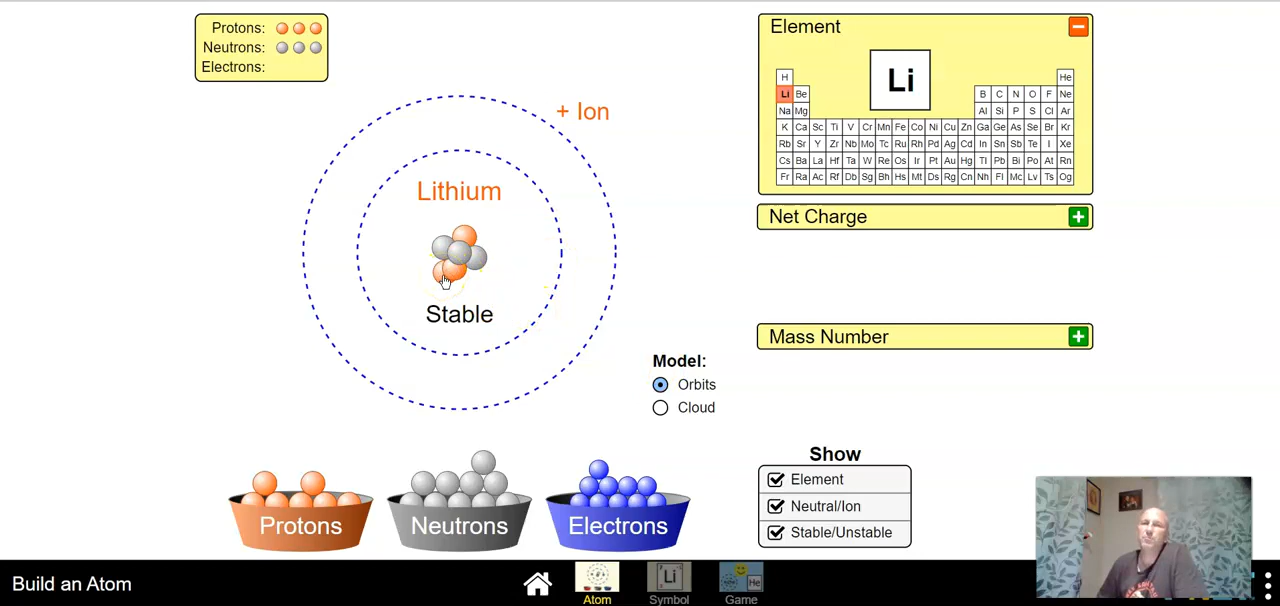 Protons:
Neutrons:
Electrons:
+ Ion
Lithium
Stable
Element
Li
H He
Li Be B C N O F Ne
Na Mg Al Si P S Cl Ar
K Ca Sc Ti V Cr Mn Fe Co Ni Cu Zn Ga Ge As Se Br Kr
Rb Sr Y Zr Nb Mo Tc Ru Rh Pd Ag Cd In Sn Sb Te I Xe
Cs Ba La Hf Ta W Re Os Ir Pt Au Hg Tl Pb Bi Po At Rn
Fr Ra Ac Rf Db Sg Bh Hs Mt Ds Rg Cn Nh Fl Mc Lv Ts Og
Net Charge
Mass Number
Model:
Orbits
Cloud
Show
Element
Neutral/Ion
Stable/Unstable
Protons
Neutrons
Electrons
Build an Atom
Atom
Li
Symbol
He
Game